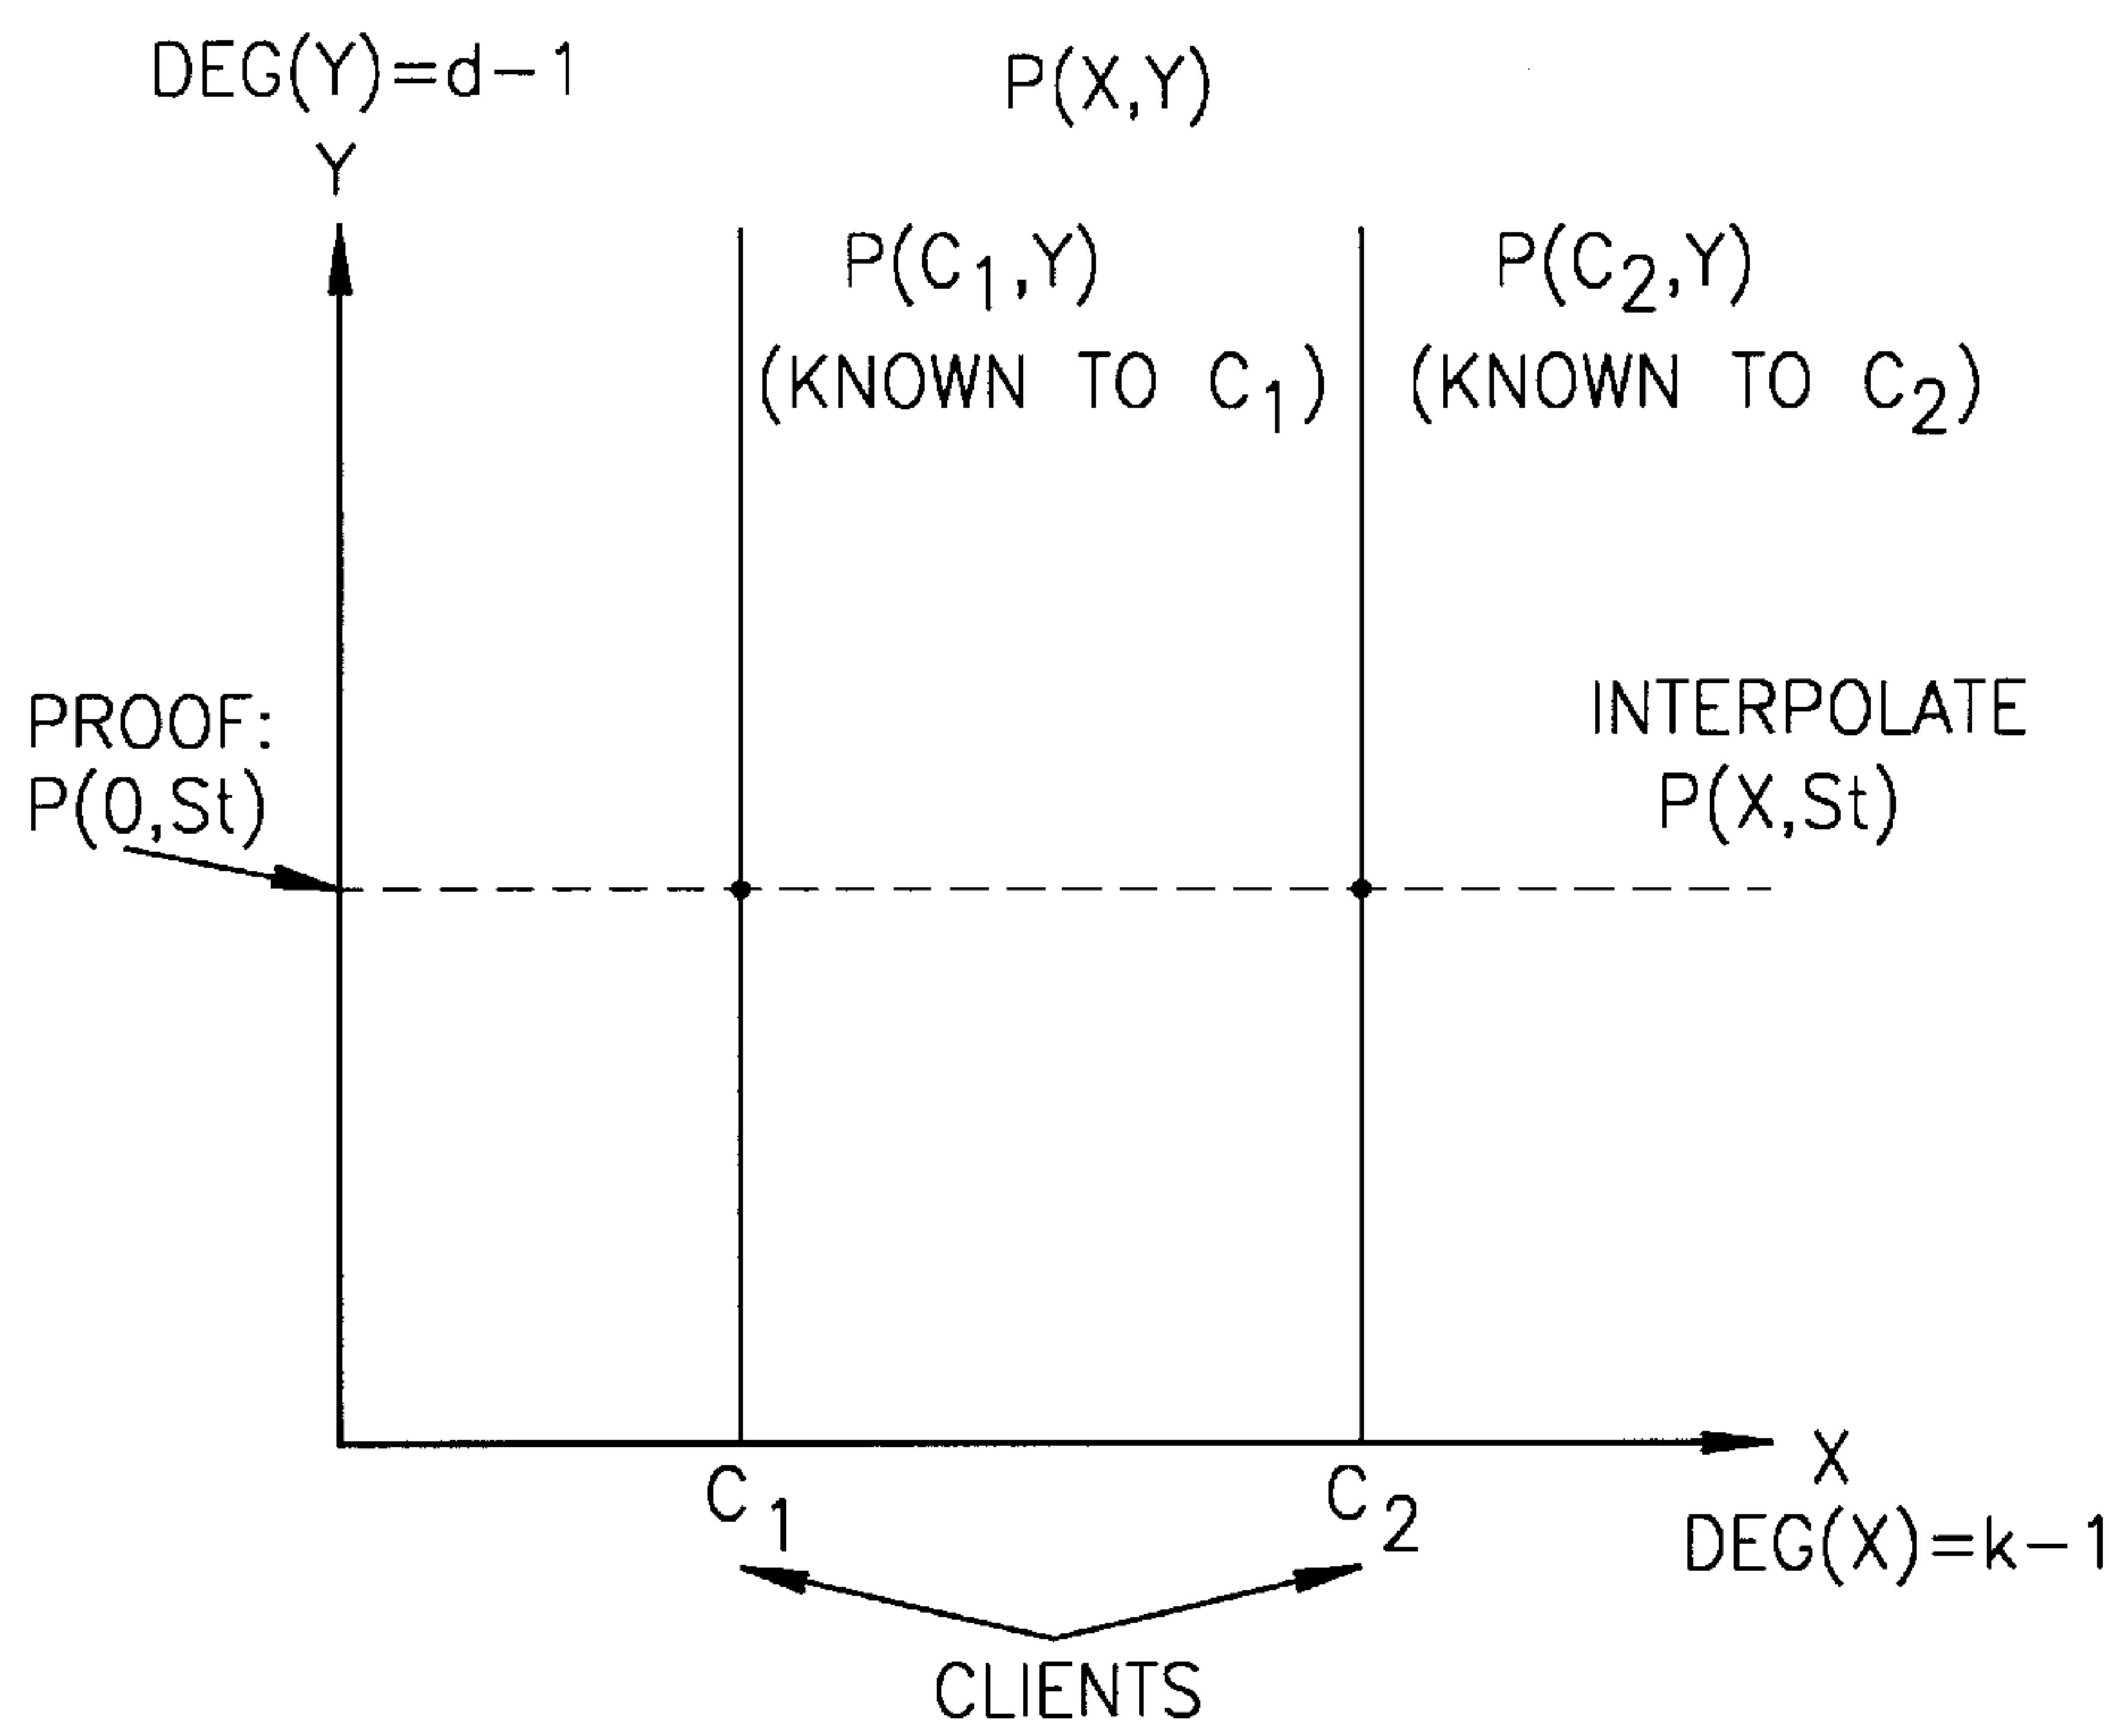 DEG(Y)=d-1
P(X,Y)
Y
P(C1,Y)
(KNOWN TO C1)
P(C2,Y)
(KNOWN TO C2)
PROOF:
P(0,St)
INTERPOLATE
P(X,St)
C1
C2
X
DEG(X)=k-1
CLIENTS